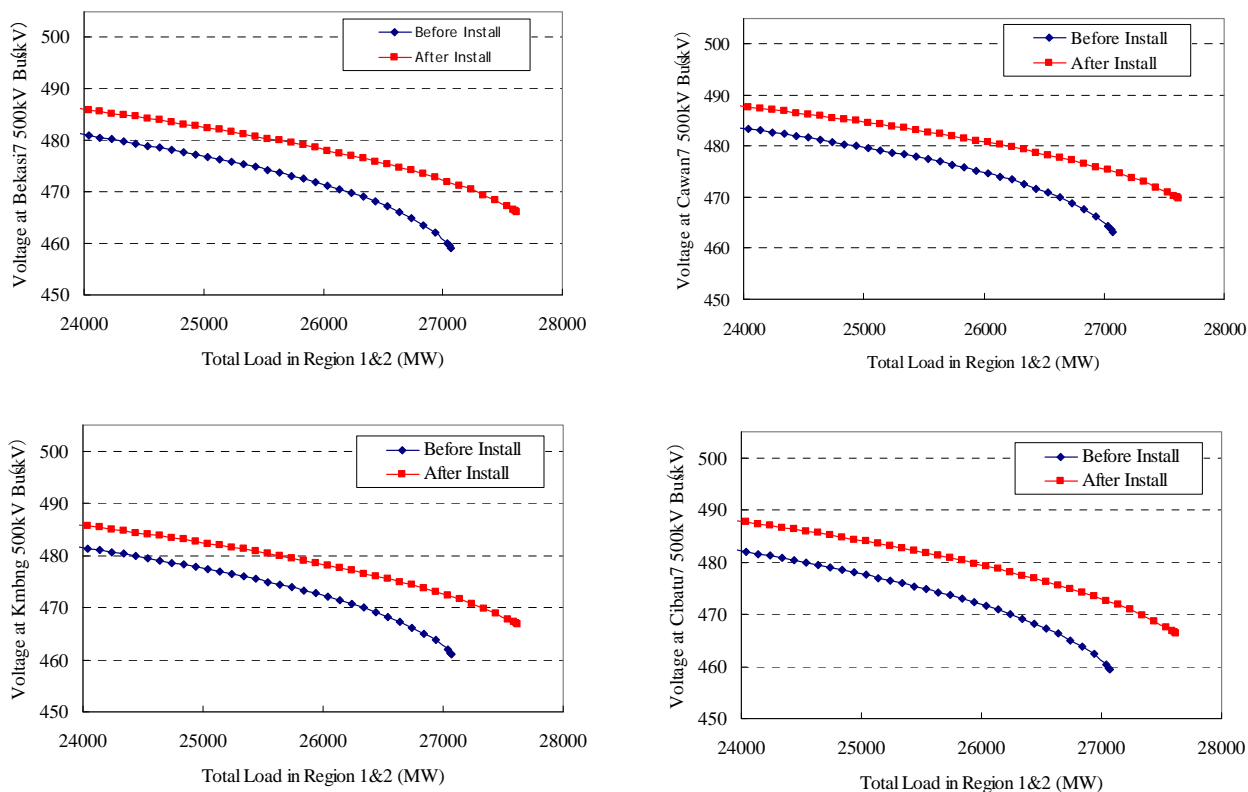 Voltage at Bekasi7 500kV Bus(kV)
500
490
480
470
460
450
Before Install
After Install
24000 25000 26000 27000 28000
Total Load in Region 1&2 (MW)
Voltage at Cawan7 500kV Bus(kV)
500
490
480
470
460
450
Before Install
After Install
24000 25000 26000 27000 28000
Total Load in Region 1&2 (MW)
Voltage at Kmbng 500kV Bus(kV)
500
490
480
470
460
450
Before Install
After Install
24000 25000 26000 27000 28000
Total Load in Region 1&2 (MW)
Voltage at Cibatu7 500kV Bus(kV)
500
490
480
470
460
450
Before Install
After Install
24000 25000 26000 27000 28000
Total Load in Region 1&2 (MW)